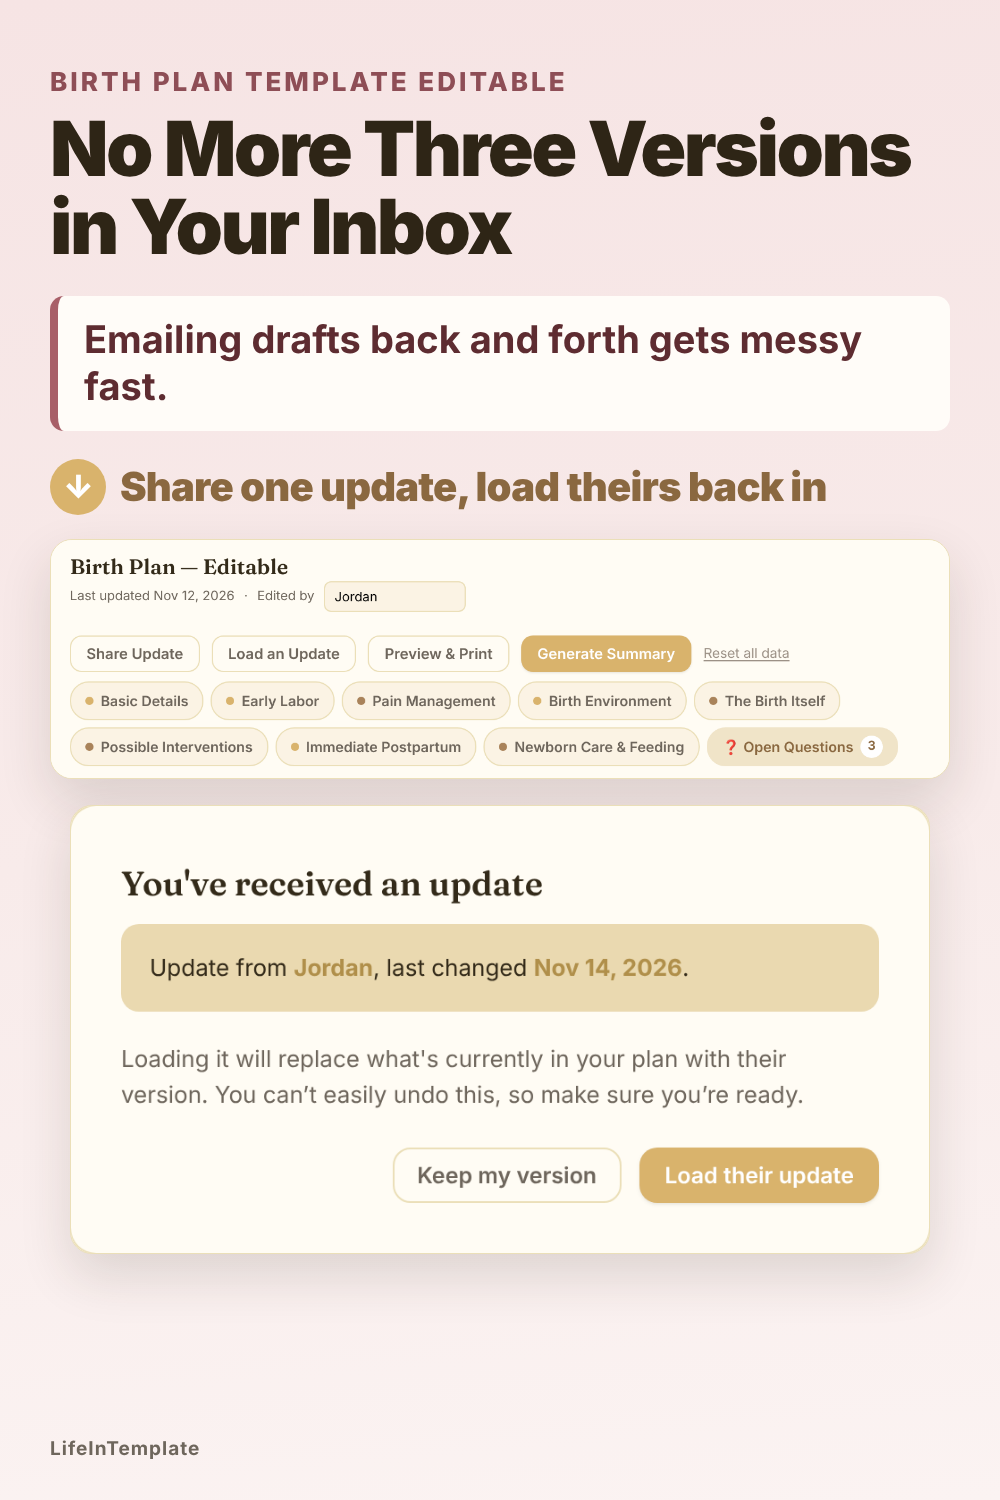 BIRTH PLAN TEMPLATE EDITABLE
No More Three Versions
in Your Inbox
Emailing drafts back and forth gets messy
fast.
Share one update, load theirs back in
Birth Plan — Editable
Last updated Nov 12, 2026 · Edited by Jordan
Share Update Load an Update Preview & Print Generate Summary Reset all data
Basic Details Early Labor Pain Management Birth Environment The Birth Itself
Possible Interventions Immediate Postpartum Newborn Care & Feeding ❓ Open Questions 3
You've received an update
Update from Jordan, last changed Nov 14, 2026.
Loading it will replace what's currently in your plan with their
version. You can’t easily undo this, so make sure you’re ready.
Keep my version Load their update
LifeInTemplate